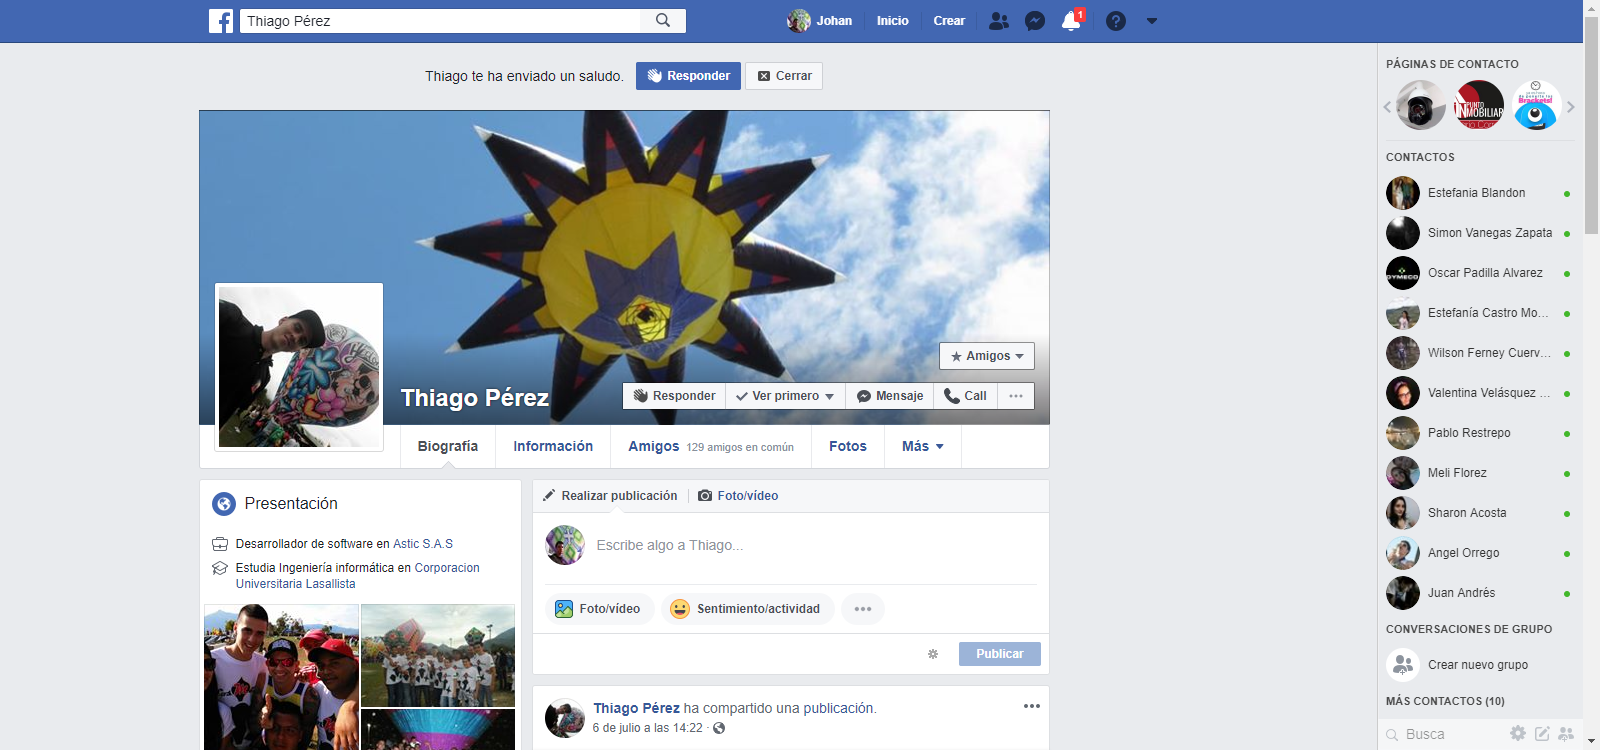 Thiago Pérez
Johan
Inicio
Crear
1
Thiago te ha enviado un saludo.
Responder
Cerrar
Amigos
Thiago Pérez
Responder
Ver primero
Mensaje
Call
Biografía
Información
Amigos 129 amigos en común
Fotos
Más
Presentación
Desarrollador de software en Astic S.A.S
Estudia Ingeniería informática en Corporacion
Universitaria Lasallista
Realizar publicación
Foto/vídeo
Escribe algo a Thiago...
Foto/vídeo
Sentimiento/actividad
Publicar
Thiago Pérez ha compartido una publicación.
6 de julio a las 14:22 ·
PÁGINAS DE CONTACTO
PUNTO
Brackets!
CONTACTOS
Estefania Blandon
Simon Vanegas Zapata
Oscar Padilla Alvarez
Estefanía Castro Mo...
Wilson Ferney Cuerv...
Valentina Velásquez ...
Pablo Restrepo
Meli Florez
Sharon Acosta
Angel Orrego
Juan Andrés
CONVERSACIONES DE GRUPO
Crear nuevo grupo
MÁS CONTACTOS (10)
Busca